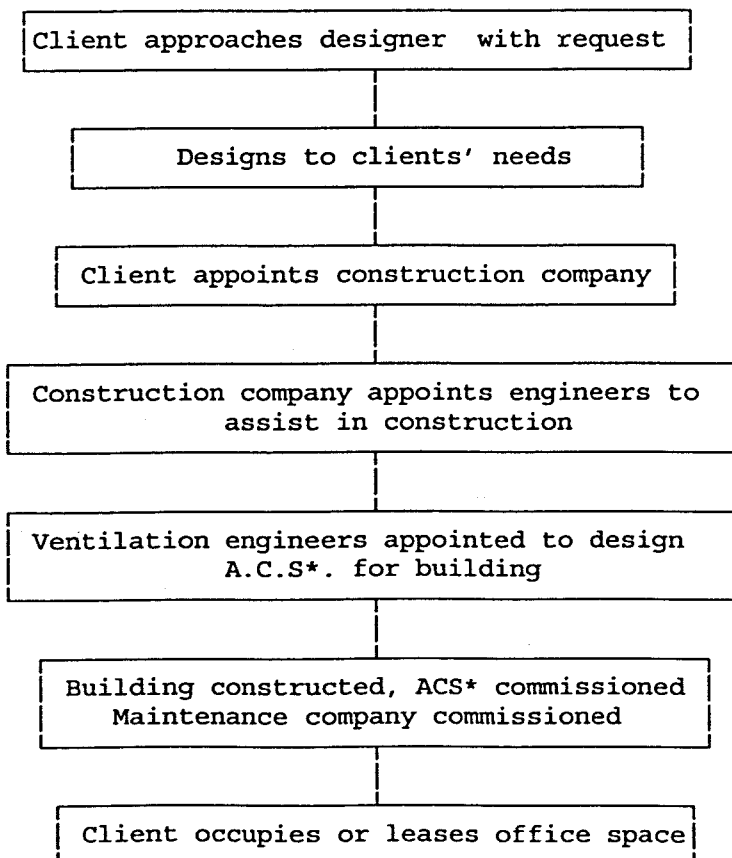 Client approaches designer with request
Designs to clients' needs
Client appoints construction company
Construction company appoints engineers to
assist in construction
Ventilation engineers appointed to design
A.C.S*. for building
Building constructed, ACS* commissioned
Maintenance company commissioned
Client occupies or leases office space